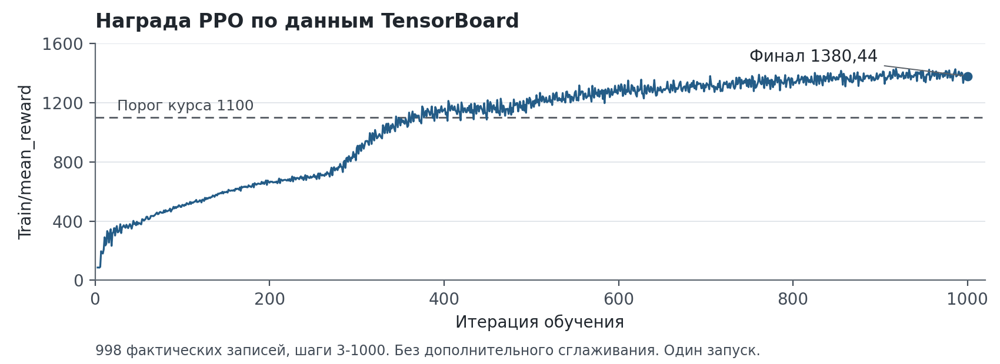 Награда PPO по данным TensorBoard
Train/mean_reward
1600
1200
800
400
0
Финал 1380,44
Порог курса 1100
0 200 400 600 800 1000
Итерация обучения
998 фактических записей, шаги 3-1000. Без дополнительного сглаживания. Один запуск.